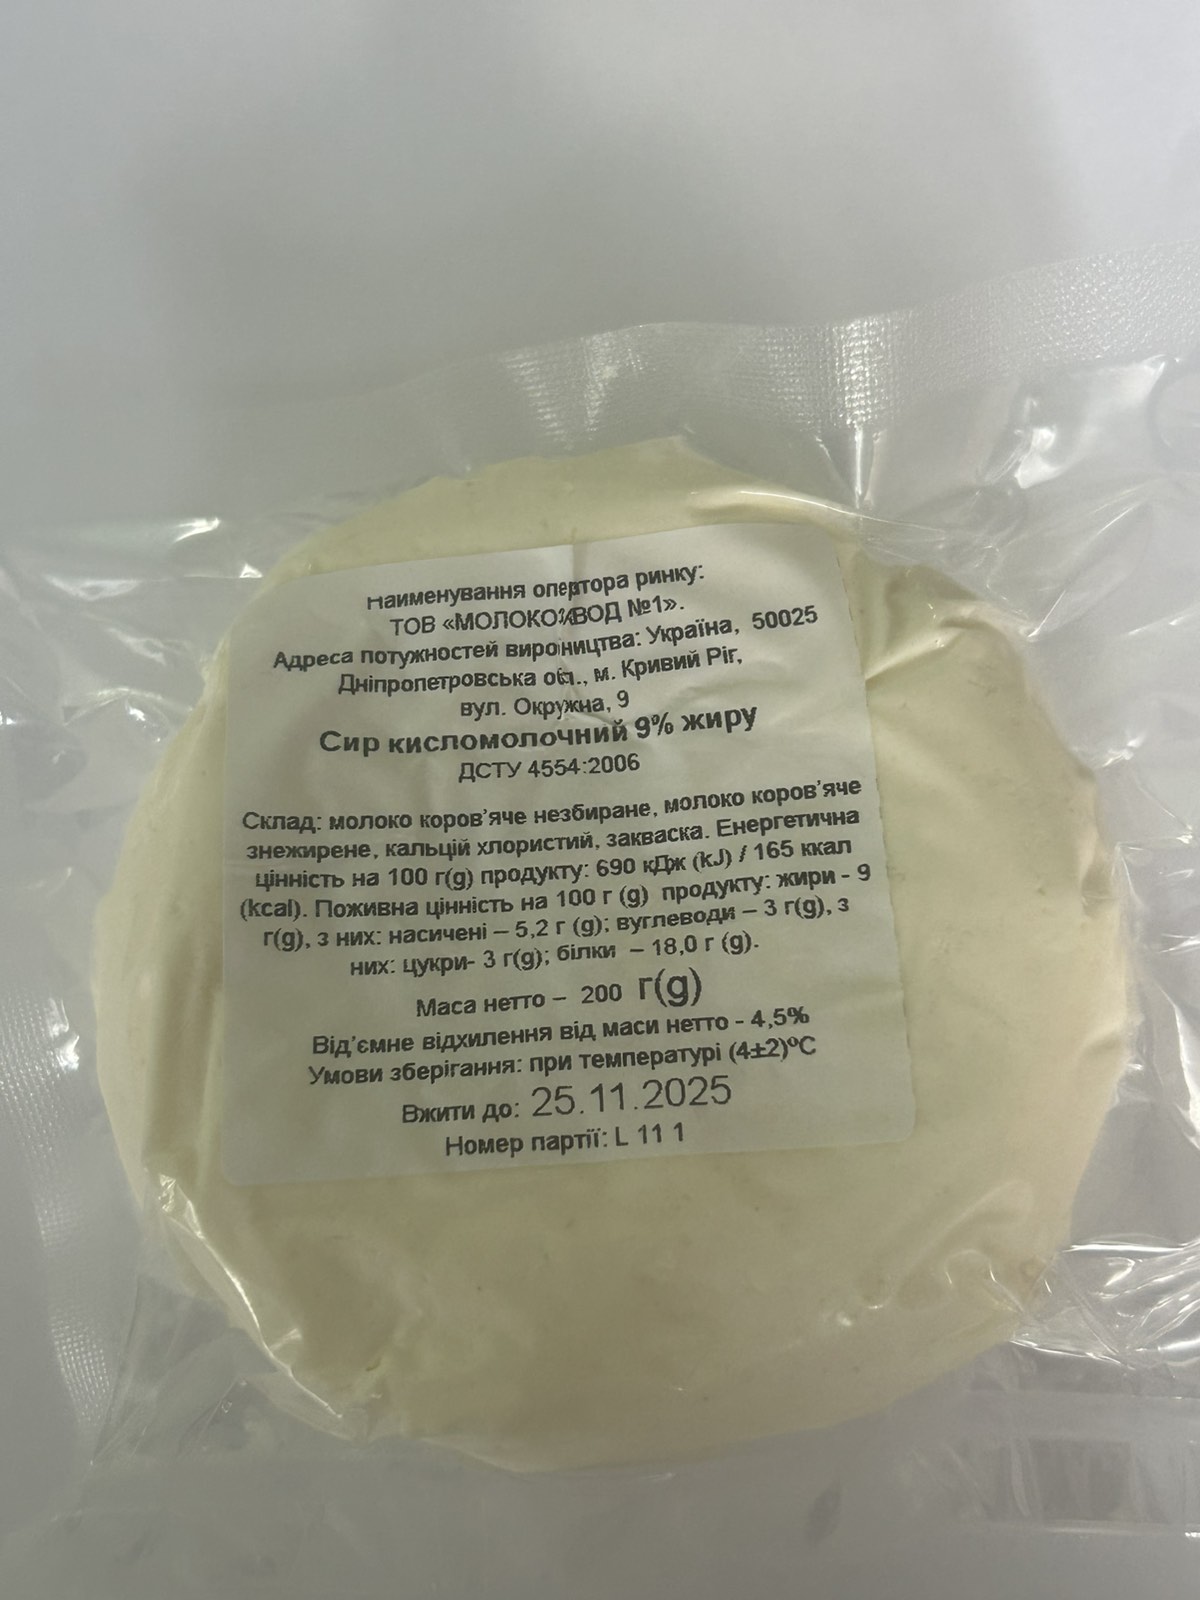 Найменування оператора ринку:
ТОВ «МОЛОКОЗАВОД №1».
Адреса потужностей виробництва: Україна, 50025
Дніпропетровська обл., м. Кривий Ріг,
вул. Окружна, 9
Сир кисломолочний 9% жиру
ДСТУ 4554:2006
Склад: молоко коров’яче незбиране, молоко коров’яче
знежирене, кальцій хлористий, закваска. Енергетична
цінність на 100 г(g) продукту: 690 кДж (kJ) / 165 ккал
(kcal). Поживна цінність на 100 г (g) продукту: жири - 9
г(g), з них: насичені – 5,2 г (g); вуглеводи – 3 г(g), з
них: цукри- 3 г(g); білки – 18,0 г (g).
Маса нетто – 200 г(g)
Від’ємне відхилення від маси нетто - 4,5%
Умови зберігання: при температурі (4±2)ºС
Вжити до: 25.11.2025
Номер партії: L 11 1